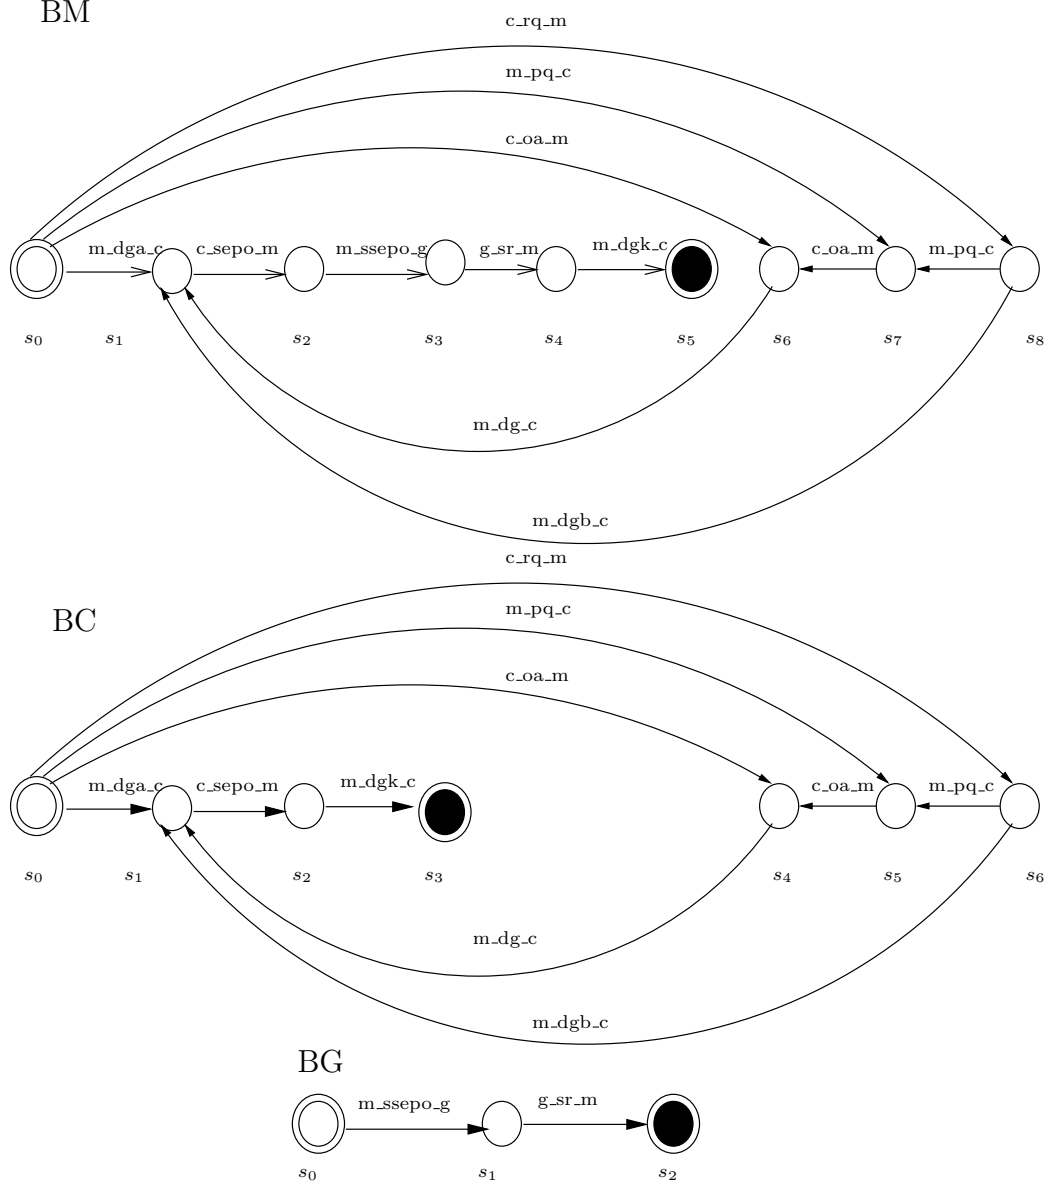 BM
c_rq_m
m_pq_c
c_oa_m
m_dga_c c_sepo_m m_ssepo_g g_sr_m m_dgk_c c_oa_m m_pq_c
s0 s1 s2 s3 s4 s5 s6 s7 s8
m_dg_c
m_dgb_c
c_rq_m
BC
m_pq_c
c_oa_m
m_dga_c c_sepo_m m_dgk_c c_oa_m m_pq_c
s0 s1 s2 s3 s4 s5 s6
m_dg_c
m_dgb_c
BG
m_ssepo_g g_sr_m
s0 s1 s2